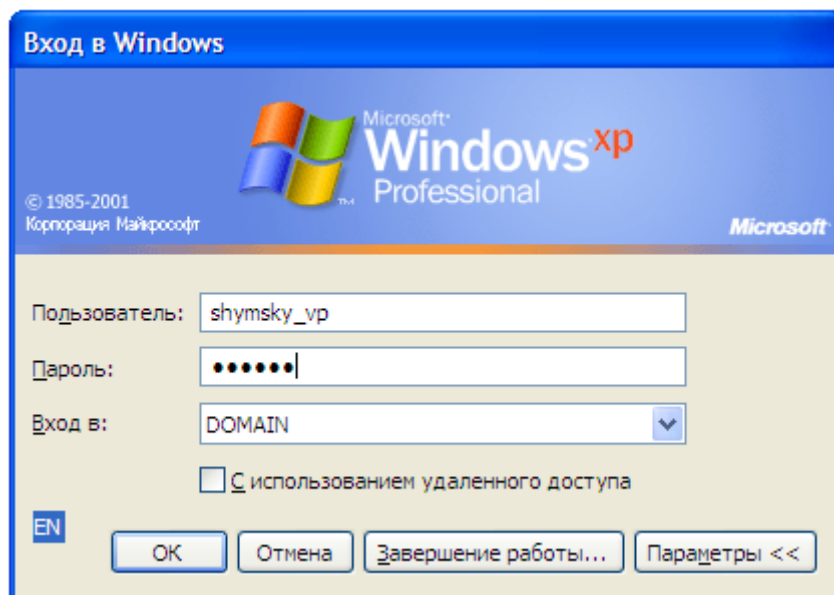 Вход в Windows
Microsoft®
Windows xp
Professional
© 1985-2001
Корпорация Майкрософт
Microsoft®
Пользователь: shymsky_vp
Пароль: ••••••
Вход в: DOMAIN
С использованием удаленного доступа
EN
ОК Отмена Завершение работы... Параметры <<